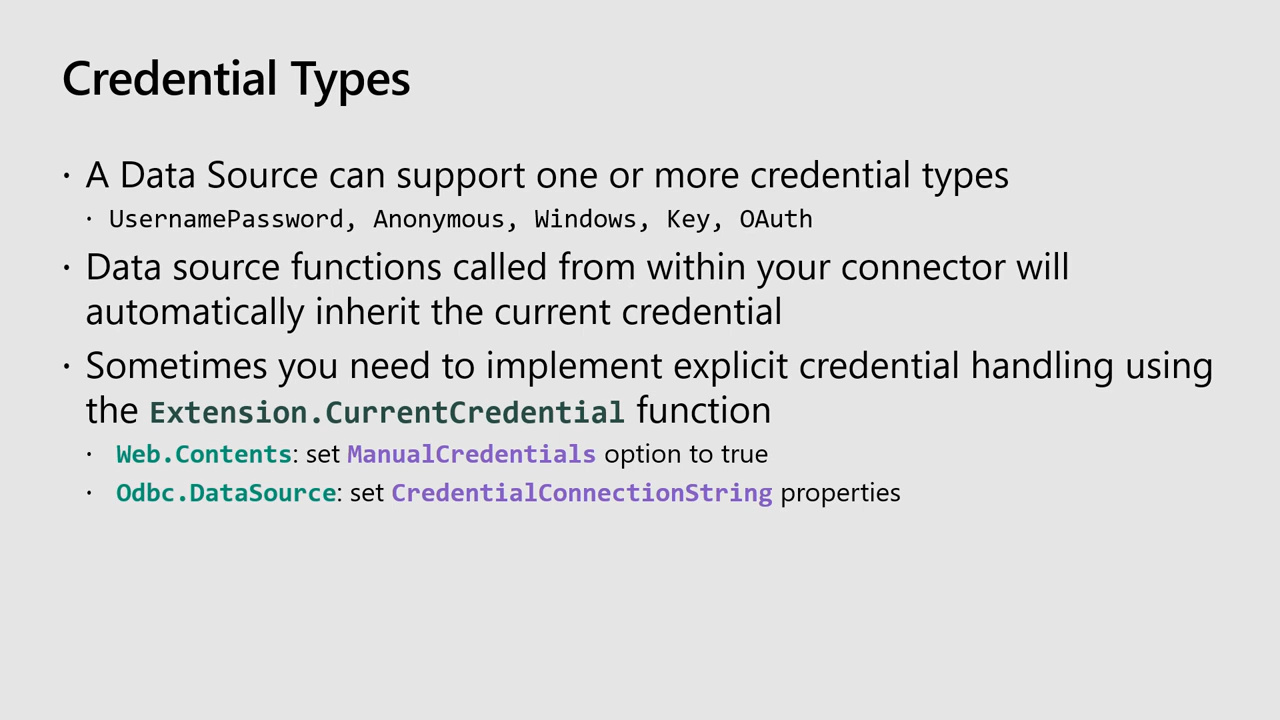 Credential Types
· A Data Source can support one or more credential types
· UsernamePassword, Anonymous, Windows, Key, OAuth
· Data source functions called from within your connector will
automatically inherit the current credential
· Sometimes you need to implement explicit credential handling using
the Extension.CurrentCredential function
· Web.Contents: set ManualCredentials option to true
· Odbc.DataSource: set CredentialConnectionString properties